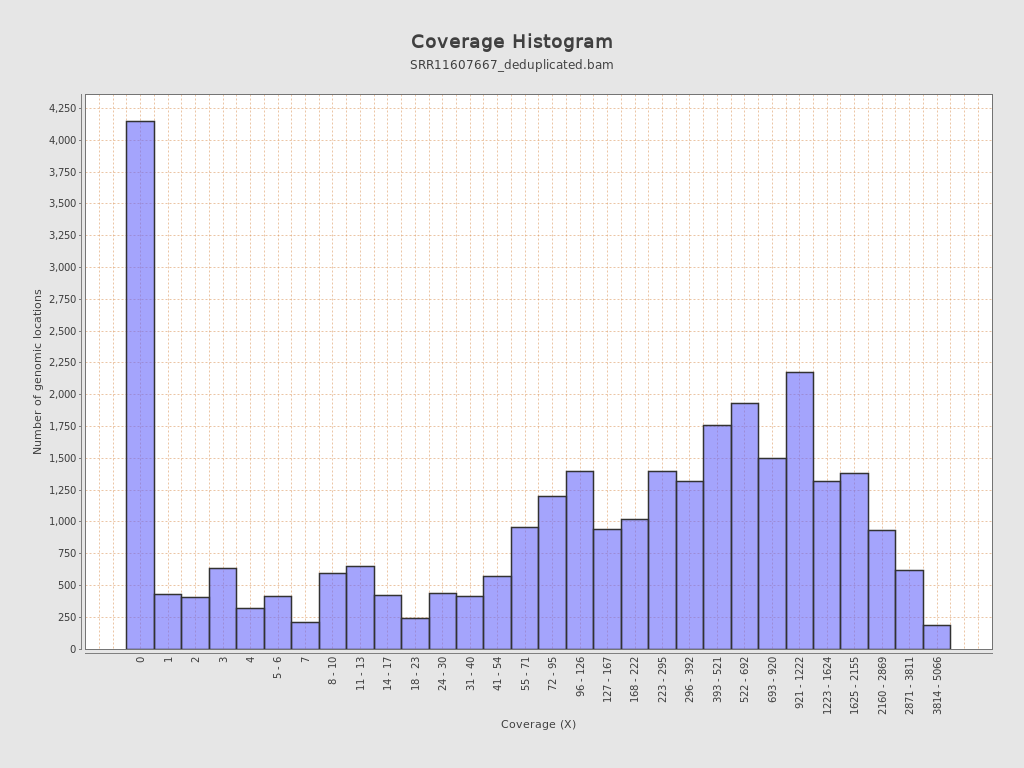 Coverage Histogram
SRR11607667_deduplicated.bam
Number of genomic locations
4,250
4,000
3,750
3,500
3,250
3,000
2,750
2,500
2,250
2,000
1,750
1,500
1,250
1,000
750
500
250
0
0
1
2
3
4
5 - 6
7
8 - 10
11 - 13
14 - 17
18 - 23
24 - 30
31 - 40
41 - 54
55 - 71
72 - 95
96 - 126
127 - 167
168 - 222
223 - 295
296 - 392
393 - 521
522 - 692
693 - 920
921 - 1222
1223 - 1624
1625 - 2155
2160 - 2869
2871 - 3811
3814 - 5066
Coverage (X)